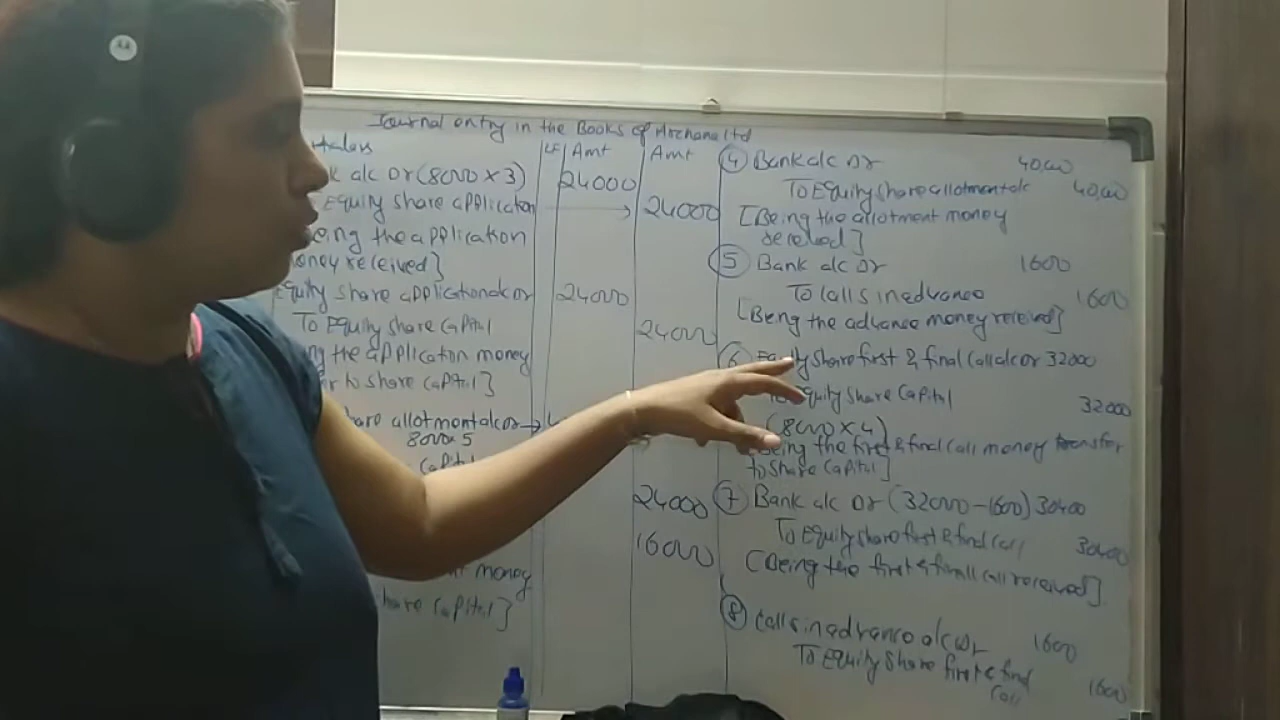 Journal entry in the Books of Archana ltd
LF Amt Amt
a/c Dr (8000 x 3) 24000
Equity share application 24000
the application
money received]
Equity share application a/c Dr 24000
To Equity share Capital 24000
the application money
to share Capital]
share allotment a/c Dr
8000 x 5
Capital 24000
16000
money
share Capital]
4 Bank a/c Dr 40,000
To Equity share allotment a/c 40,000
[Being the allotment money
received]
5 Bank a/c Dr 1600
To Calls in advance 1600
[Being the advance money received]
6 Equity share first & final call a/c Dr 32000
To Equity share Capital 32000
(8000 x 4)
Being the first & final call money transfer
to share Capital]
7 Bank a/c Dr (32000 - 1600) 30400
To Equity share first & final call 30400
[Being the first & final call received]
8 Calls in advance a/c Dr 1600
To Equity share first & final
Call 1600